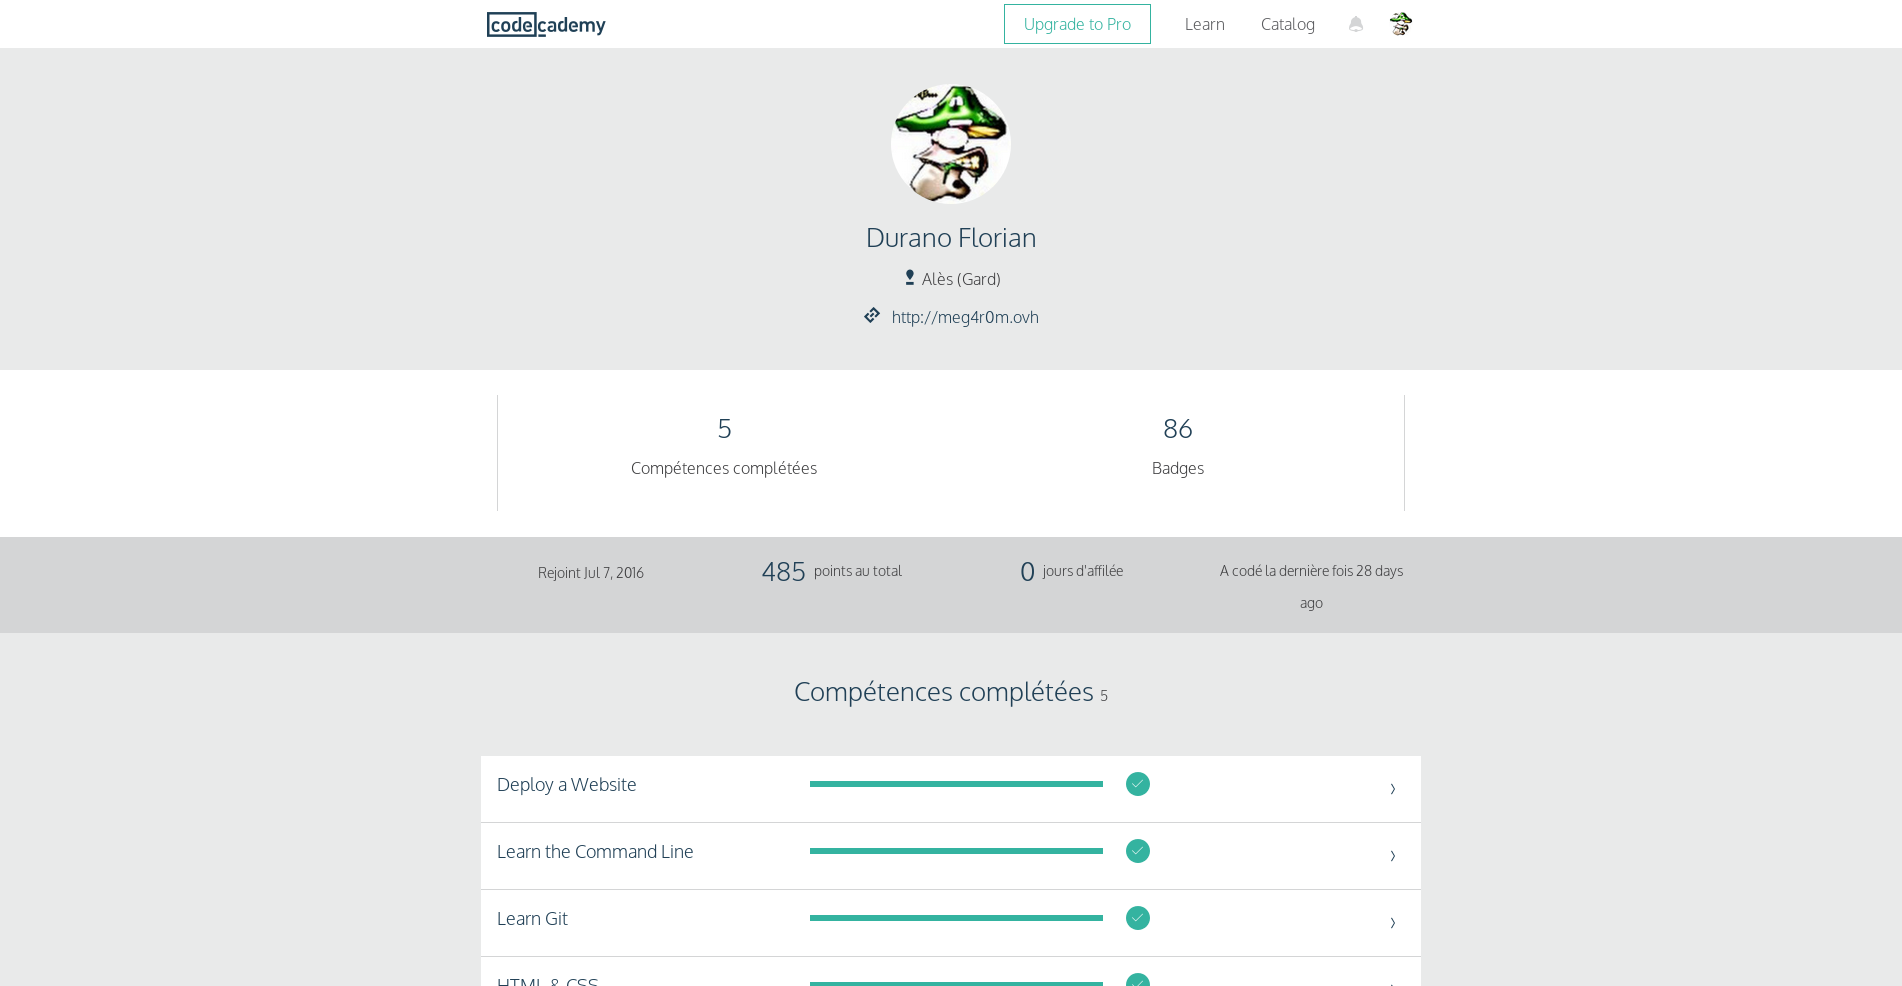 codecademy
Upgrade to Pro
Learn
Catalog
Durano Florian
Alès (Gard)
http://meg4r0m.ovh
5
Compétences complétées
86
Badges
Rejoint Jul 7, 2016
485 points au total
0 jours d'affilée
A codé la dernière fois 28 days
ago
Compétences complétées 5
Deploy a Website
Learn the Command Line
Learn Git
HTML & CSS